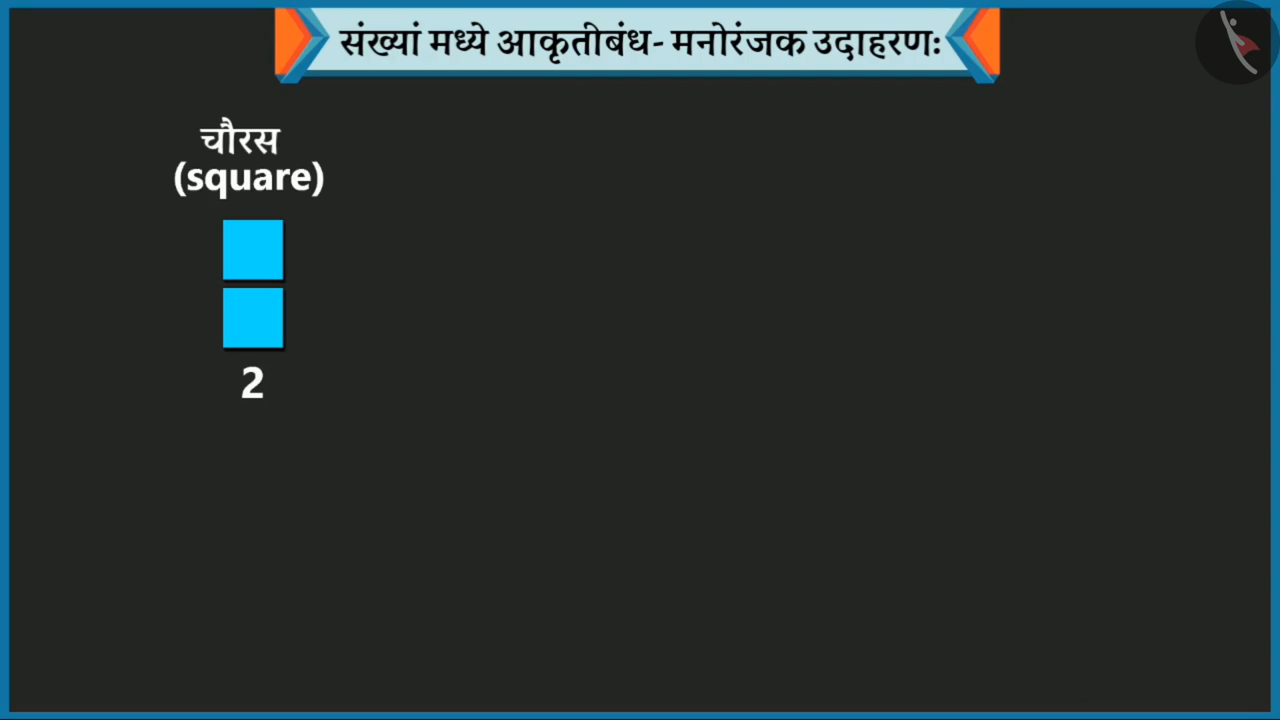 संख्यां मध्ये आकृतीबंध- मनोरंजक उदाहरणः
चौरस
(square)
2